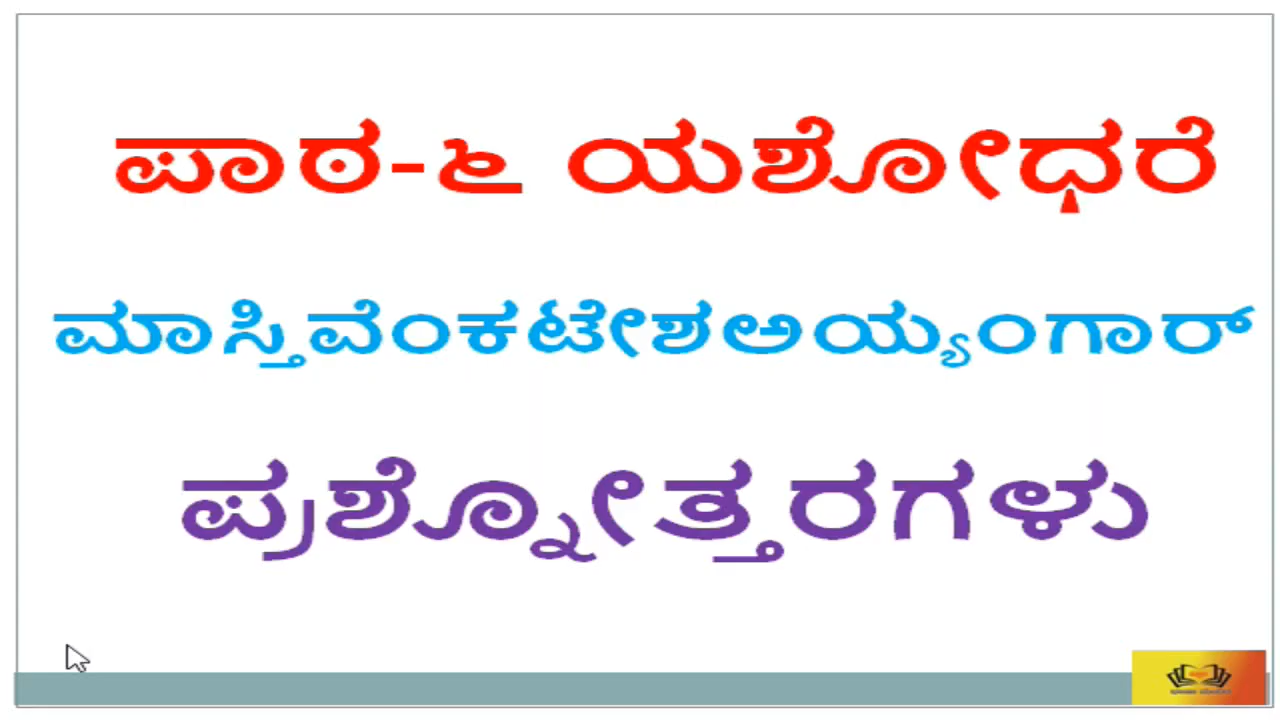 ಪಾಠ-೬ ಯಶೋಧರೆ
ಮಾಸ್ತಿವೆಂಕಟೇಶಅಯ್ಯಂಗಾರ್
ಪ್ರಶ್ನೋತ್ತರಗಳು